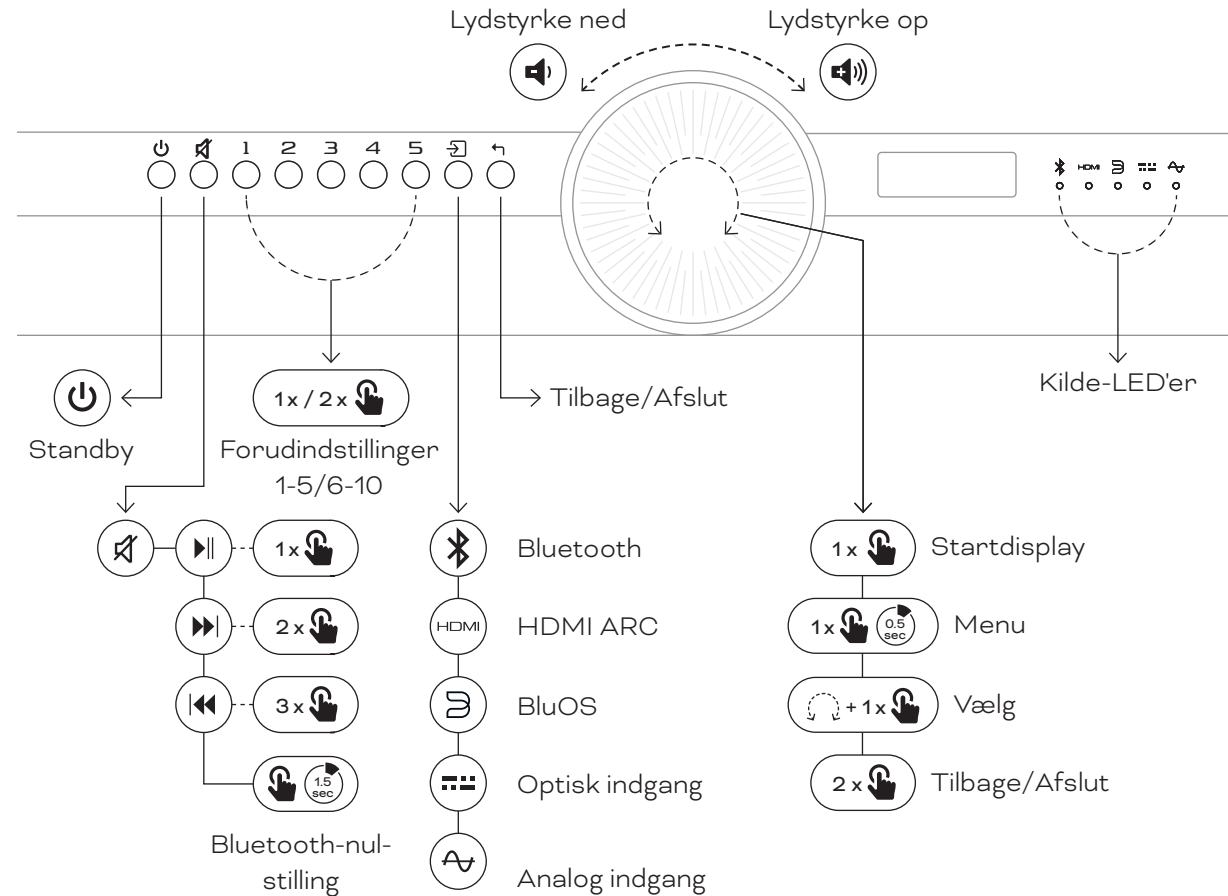 Lydstyrke ned
Lydstyrke op
1 2 3 4 5
HDMI
1x / 2x
Tilbage/Afslut
Kilde-LED'er
Standby
Forudindstillinger
1-5/6-10
1x
Bluetooth
1x
Startdisplay
2x
HDMI
HDMI ARC
1x
0.5
sec
Menu
3x
BluOS
+ 1x
Vælg
1.5
sec
Optisk indgang
2x
Tilbage/Afslut
Bluetooth-nul-
stilling
Analog indgang